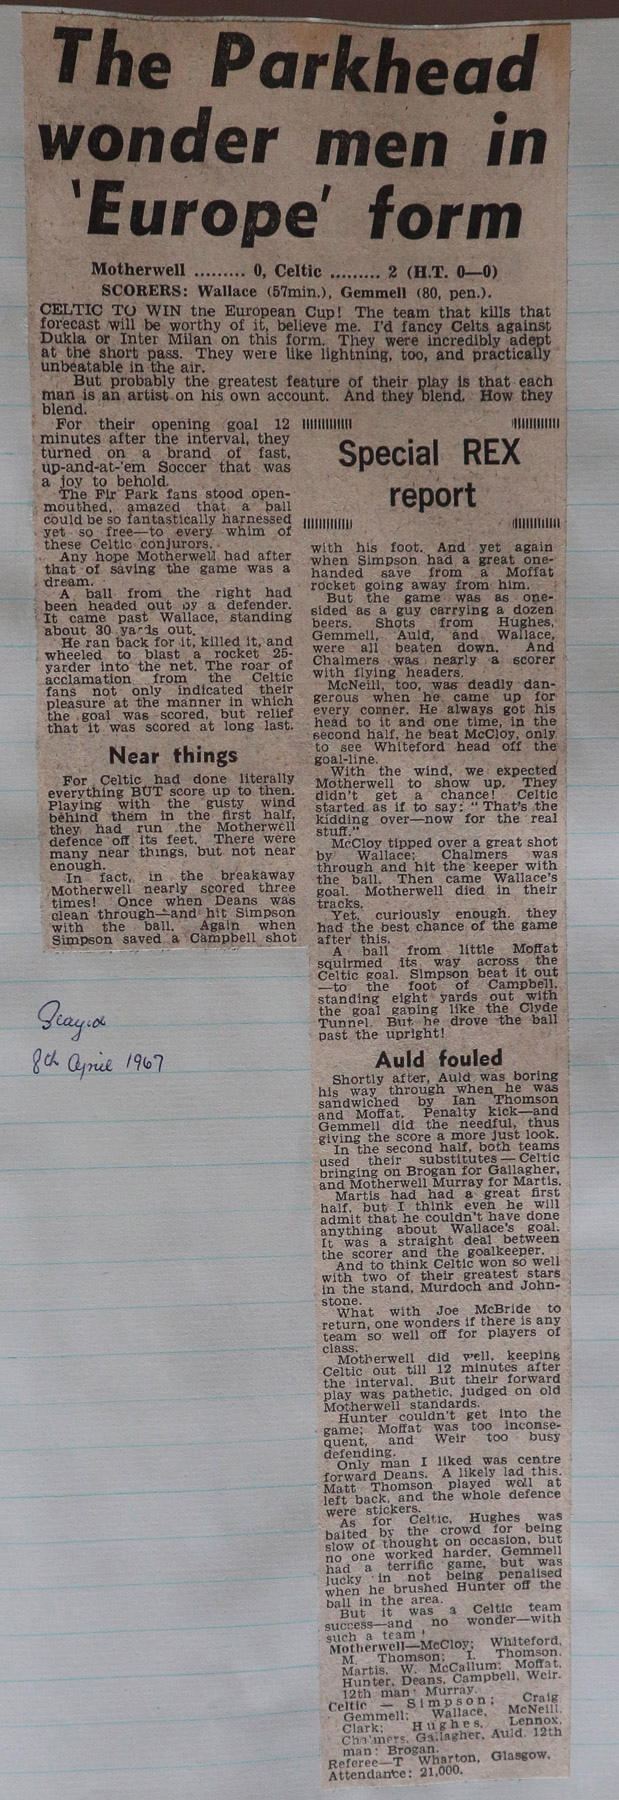 The Parkhead
wonder men in
'Europe' form
Motherwell ......... 0, Celtic ......... 2 (H.T. 0—0)
SCORERS: Wallace (57min.), Gemmell (80, pen.).
CELTIC TO WIN the European Cup! The team that kills that
forecast will be worthy of it, believe me. I'd fancy Celts against
Dukla or Inter Milan on this form. They were incredibly adept
at the short pass. They were like lightning, too, and practically
unbeatable in the air.
But probably the greatest feature of their play is that each
man is an artist on his own account. And they blend. How they
blend.
For their opening goal 12
minutes after the interval, they
turned on a brand of fast,
up-and-at-'em Soccer that was
a joy to behold.
The Fir Park fans stood open-
mouthed, amazed that a ball
could be so fantastically harnessed
yet so free—to every whim of
these Celtic conjurors.
Any hope Motherwell had after
that of saving the game was a
dream.
A ball from the right had
been headed out by a defender.
It came past Wallace, standing
about 30 yards out.
He ran back for it, killed it, and
wheeled to blast a rocket 25-
yarder into the net. The roar of
acclamation from the Celtic
fans not only indicated their
pleasure at the manner in which
the goal was scored, but relief
that it was scored at long last.
Near things
For Celtic had done literally
everything BUT score up to then.
Playing with the gusty wind
behind them in the first half,
they had run the Motherwell
defence off its feet. There were
many near things, but not near
enough.
In fact, in the breakaway
Motherwell nearly scored three
times! Once when Deans was
clean through—and hit Simpson
with the ball. Again when
Simpson saved a Campbell shot
Special REX
report
with his foot. And yet again
when Simpson had a great one-
handed save from a Moffat
rocket going away from him.
But the game was as one-
sided as a guy carrying a dozen
beers. Shots from Hughes,
Gemmell, Auld, and Wallace,
were all beaten down. And
Chalmers was nearly a scorer
with flying headers.
McNeill, too, was deadly dan-
gerous when he came up for
every corner. He always got his
head to it and one time, in the
second half, he beat McCloy, only
to see Whiteford head off the
goal-line.
With the wind, we expected
Motherwell to show up. They
didn't get a chance! Celtic
started as if to say: "That's the
kidding over—now for the real
stuff."
McCloy tipped over a great shot
by Wallace; Chalmers was
through and hit the keeper with
the ball. Then came Wallace's
goal. Motherwell died in their
tracks.
Yet, curiously enough, they
had the best chance of the game
after this.
A ball from little Moffat
squirmed its way across the
Celtic goal. Simpson beat it out
—to the foot of Campbell,
standing eight yards out with
the goal gaping like the Clyde
Tunnel. But he drove the ball
past the upright!
Auld fouled
Shortly after, Auld was boring
his way through when he was
sandwiched by Ian Thomson
and Moffat. Penalty kick—and
Gemmell did the needful, thus
giving the score a more just look.
In the second half, both teams
used their substitutes — Celtic
bringing on Brogan for Gallagher,
and Motherwell Murray for Martis.
Martis had had a great first
half, but I think even he will
admit that he couldn't have done
anything about Wallace's goal.
It was a straight deal between
the scorer and the goalkeeper.
And to think Celtic won so well
with two of their greatest stars
in the stand, Murdoch and John-
stone.
What with Joe McBride to
return, one wonders if there is any
team so well off for players of
class.
Motherwell did well, keeping
Celtic out till 12 minutes after
the interval. But their forward
play was pathetic, judged on old
Motherwell standards.
Hunter couldn't get into the
game; Moffat was too inconse-
quent, and Weir too busy
defending.
Only man I liked was centre
forward Deans. A likely lad this.
Matt Thomson played well at
left back, and the whole defence
were stickers.
As for Celtic, Hughes was
baited by the crowd for being
slow of thought on occasion, but
no one worked harder. Gemmell
had a terrific game, but was
lucky in not being penalised
when he brushed Hunter off the
ball in the area.
But it was a Celtic team
success—and no wonder—with
such a team!
Motherwell—McCloy; Whiteford,
M. Thomson; I. Thomson,
Martis, W. McCallum; Moffat,
Hunter, Deans, Campbell, Weir.
12th man: Murray.
Celtic — Simpson; Craig
Gemmell; Wallace, McNeill,
Clark; Hughes, Lennox,
Chalmers, Gallagher, Auld. 12th
man: Brogan.
Referee—T Wharton, Glasgow.
Attendance: 21,000.
8th April 1967